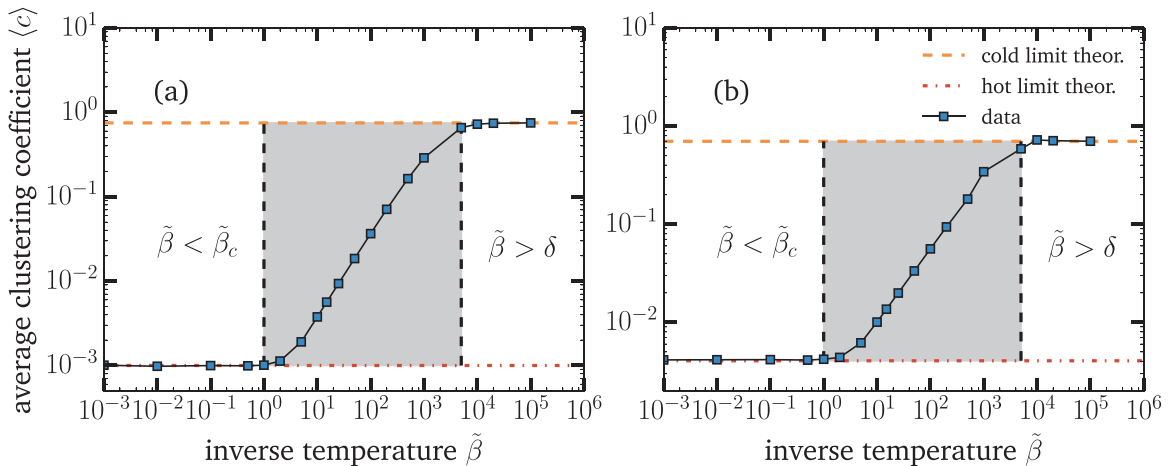 average clustering coefficient ⟨c⟩
10^1
10^0
10^−1
10^−2
10^−3
(a)
β̃ < β̃_c
β̃ > δ
10^−3 10^−2 10^−1 10^0 10^1 10^2 10^3 10^4 10^5 10^6
inverse temperature β̃
10^1
10^0
10^−1
10^−2
(b)
cold limit theor.
hot limit theor.
data
β̃ < β̃_c
β̃ > δ
10^−3 10^−2 10^−1 10^0 10^1 10^2 10^3 10^4 10^5 10^6
inverse temperature β̃